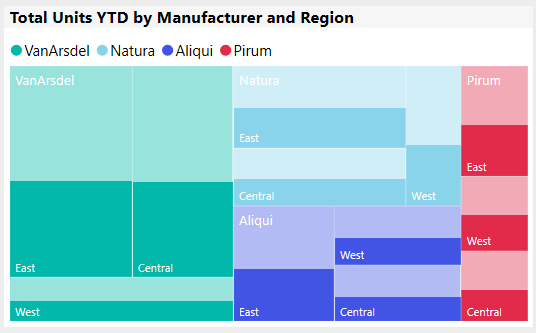 Total Units YTD by Manufacturer and Region
VanArsdel Natura Aliqui Pirum
VanArsdel
East
Central
West
Natura
East
Central
West
Aliqui
East
West
Central
Pirum
East
West
Central